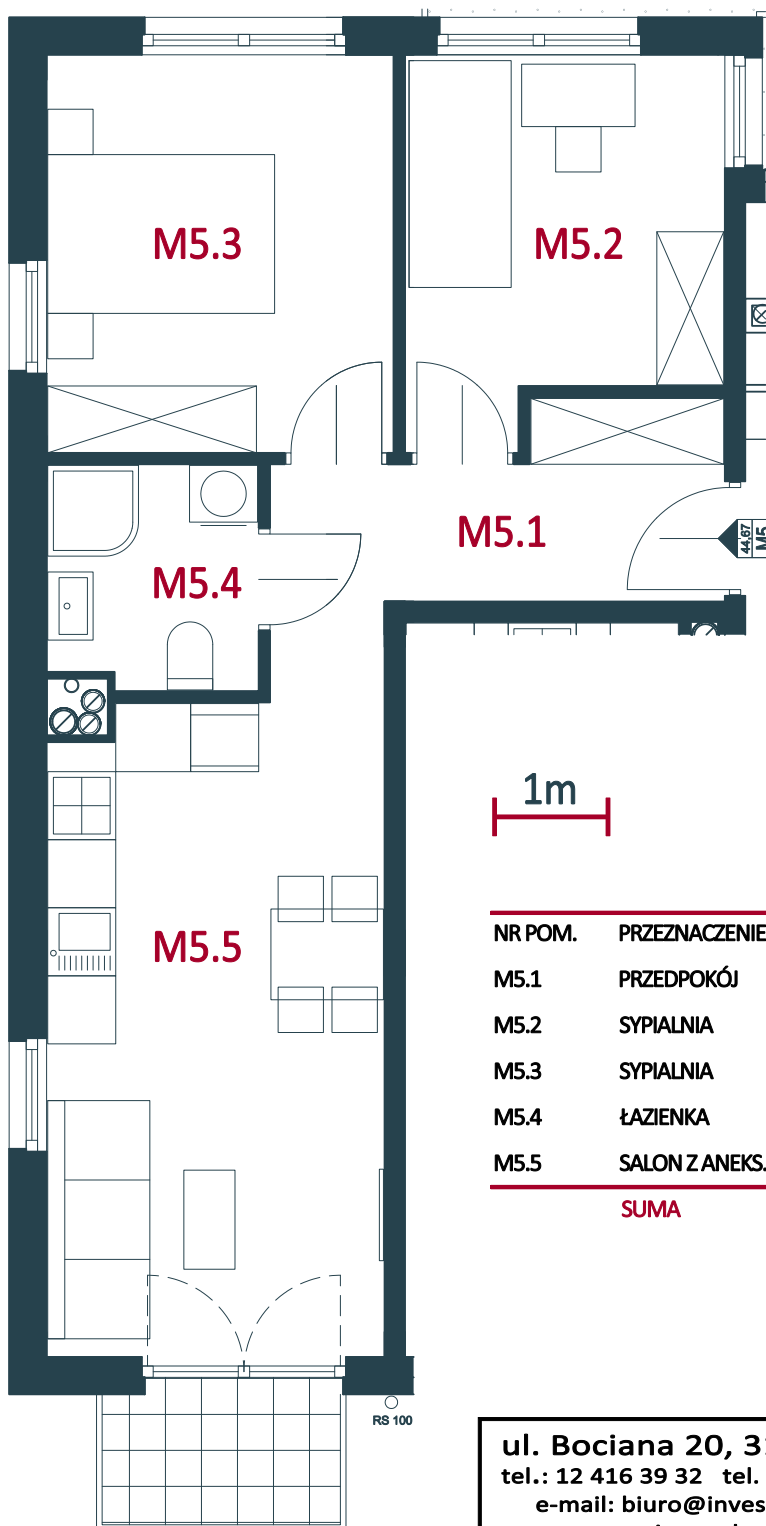 M5.3
M5.2
M5.1
44,67
M5
M5.4
1m
M5.5
NR POM. PRZEZNACZENIE
M5.1 PRZEDPOKÓJ
M5.2 SYPIALNIA
M5.3 SYPIALNIA
M5.4 ŁAZIENKA
M5.5 SALON Z ANEKS.
SUMA
RS 100
ul. Bociana 20, 3
tel.: 12 416 39 32 tel.
e-mail: biuro@inves